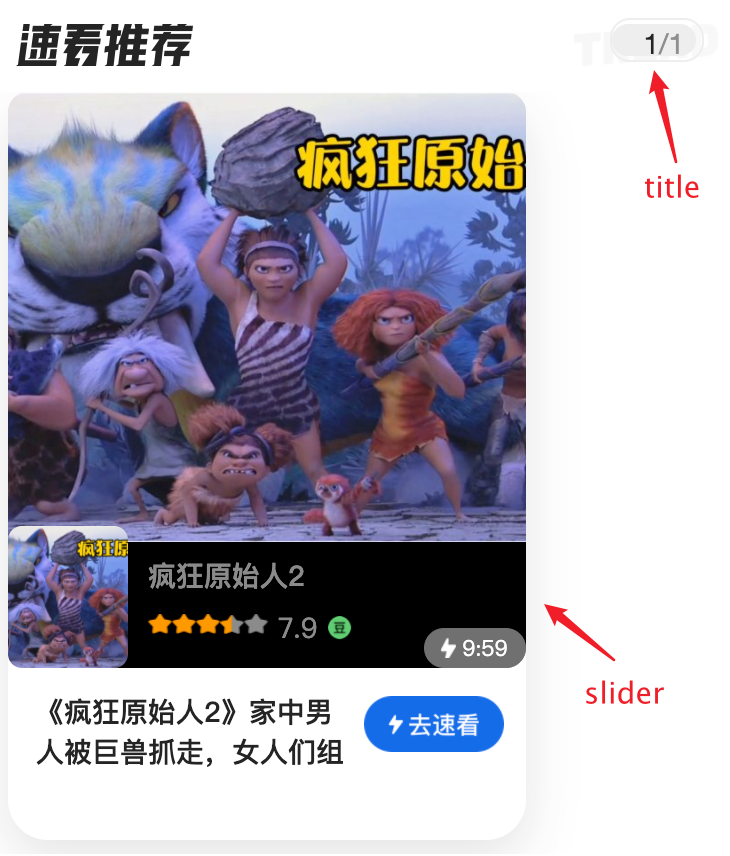 速看推荐
1/1
title
疯狂原始
疯狂原
疯狂原始人2
7.9 豆
9:59
slider
《疯狂原始人2》家中男
人被巨兽抓走，女人们组
去速看